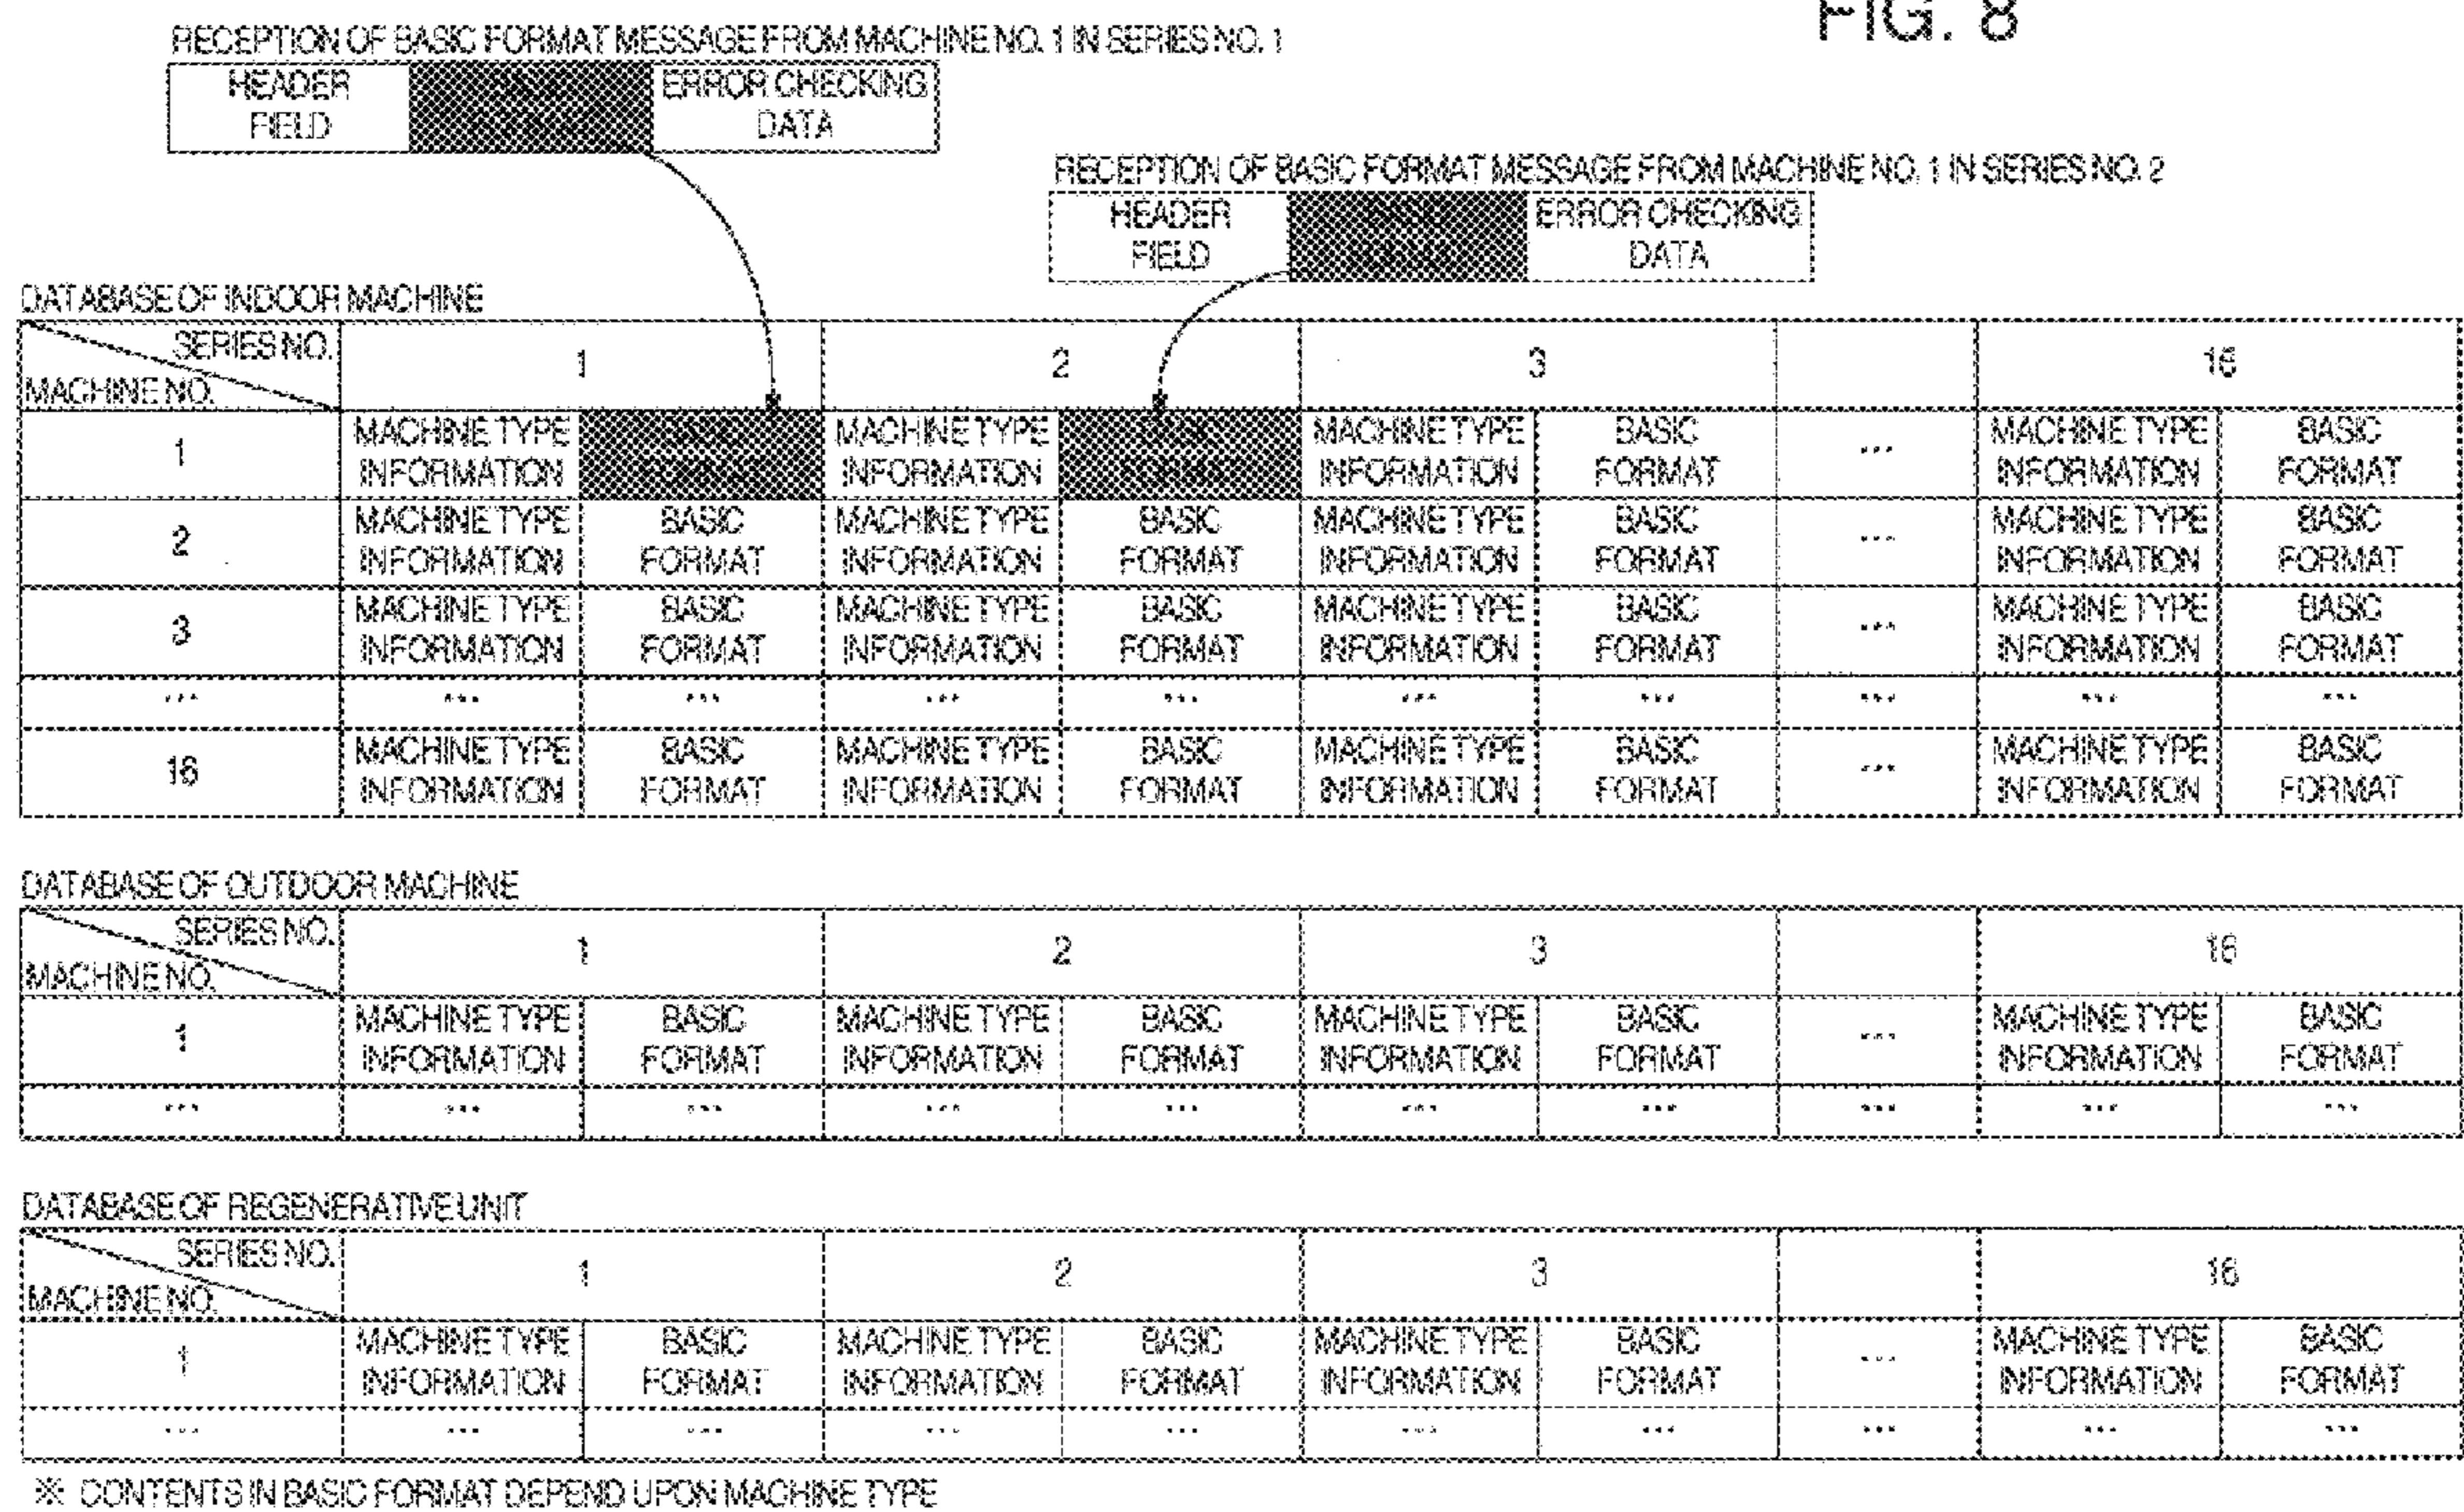 FIG. 8
RECEPTION OF BASIC FORMAT MESSAGE FROM MACHINE NO. 1 IN SERIES NO. 1
HEADER FIELD ERROR CHECKING DATA
RECEPTION OF BASIC FORMAT MESSAGE FROM MACHINE NO. 1 IN SERIES NO. 2
HEADER FIELD ERROR CHECKING DATA
DATABASE OF INDOOR MACHINE
SERIES NO. 1 2 3 16
MACHINE NO.
1 MACHINE TYPE INFORMATION BASIC FORMAT MACHINE TYPE INFORMATION BASIC FORMAT MACHINE TYPE INFORMATION BASIC FORMAT ... MACHINE TYPE INFORMATION BASIC FORMAT
2 MACHINE TYPE INFORMATION BASIC FORMAT MACHINE TYPE INFORMATION BASIC FORMAT MACHINE TYPE INFORMATION BASIC FORMAT ... MACHINE TYPE INFORMATION BASIC FORMAT
3 MACHINE TYPE INFORMATION BASIC FORMAT MACHINE TYPE INFORMATION BASIC FORMAT MACHINE TYPE INFORMATION BASIC FORMAT ... MACHINE TYPE INFORMATION BASIC FORMAT
... ... ... ... ... ... ... ... ... ...
16 MACHINE TYPE INFORMATION BASIC FORMAT MACHINE TYPE INFORMATION BASIC FORMAT MACHINE TYPE INFORMATION BASIC FORMAT ... MACHINE TYPE INFORMATION BASIC FORMAT
DATABASE OF OUTDOOR MACHINE
SERIES NO. 1 2 3 16
MACHINE NO.
1 MACHINE TYPE INFORMATION BASIC FORMAT MACHINE TYPE INFORMATION BASIC FORMAT MACHINE TYPE INFORMATION BASIC FORMAT ... MACHINE TYPE INFORMATION BASIC FORMAT
... ... ... ... ... ... ... ... ... ...
DATABASE OF REGENERATIVE UNIT
SERIES NO. 1 2 3 16
MACHINE NO.
1 MACHINE TYPE INFORMATION BASIC FORMAT MACHINE TYPE INFORMATION BASIC FORMAT MACHINE TYPE INFORMATION BASIC FORMAT ... MACHINE TYPE INFORMATION BASIC FORMAT
... ... ... ... ... ... ... ... ... ...
※ CONTENTS IN BASIC FORMAT DEPEND UPON MACHINE TYPE